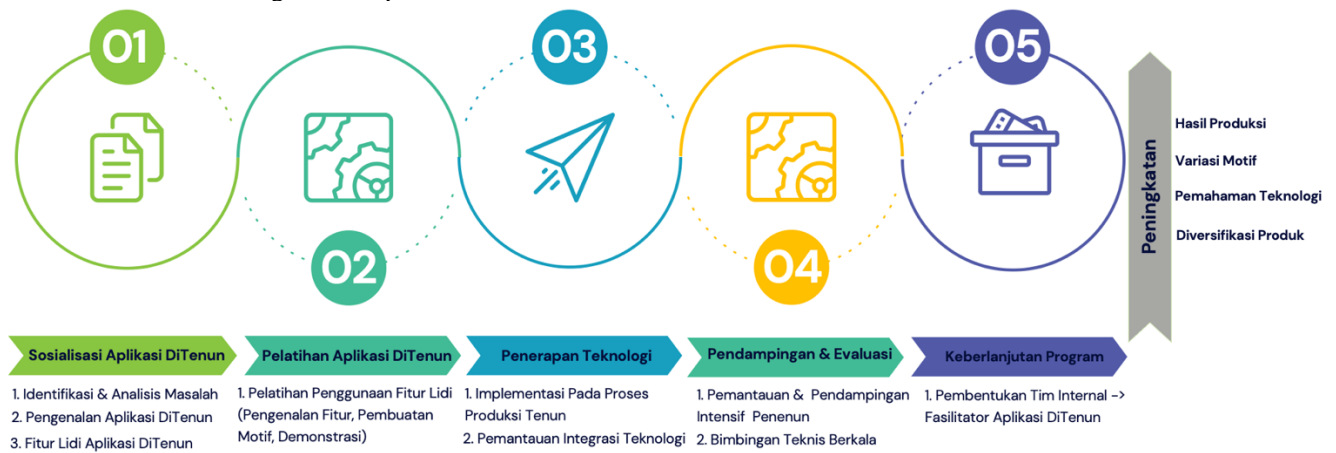 01
02
03
04
05
Peningkatan
Hasil Produksi
Variasi Motif
Pemahaman Teknologi
Diversifikasi Produk
Sosialisasi Aplikasi DiTenun
1. Identifikasi & Analisis Masalah
2. Pengenalan Aplikasi DiTenun
3. Fitur Lidi Aplikasi DiTenun
Pelatihan Aplikasi DiTenun
1. Pelatihan Penggunaan Fitur Lidi
(Pengenalan Fitur, Pembuatan
Motif, Demonstrasi)
Penerapan Teknologi
1. Implementasi Pada Proses
Produksi Tenun
2. Pemantauan Integrasi Teknologi
Pendampingan & Evaluasi
1. Pemantauan & Pendampingan
Intensif Penenun
2. Bimbingan Teknis Berkala
Keberlanjutan Program
1. Pembentukan Tim Internal ->
Fasilitator Aplikasi DiTenun